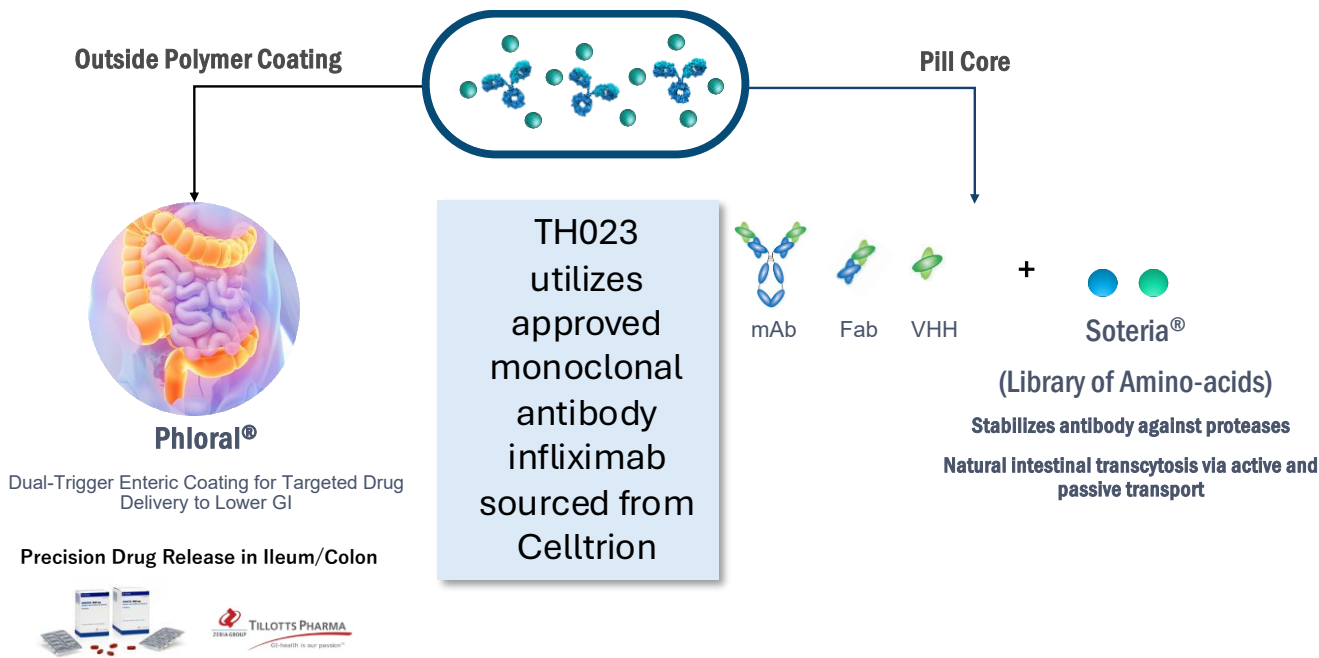 Outside Polymer Coating
Pill Core
TH023
utilizes
approved
monoclonal
antibody
infliximab
sourced from
Celltrion
mAb
Fab
VHH
+
Soteria®
(Library of Amino-acids)
Stabilizes antibody against proteases
Natural intestinal transcytosis via active and
passive transport
Phloral®
Dual-Trigger Enteric Coating for Targeted Drug
Delivery to Lower GI
Precision Drug Release in Ileum/Colon
ZERIA GROUP
TILLOTTS PHARMA
GI-health is our passion™